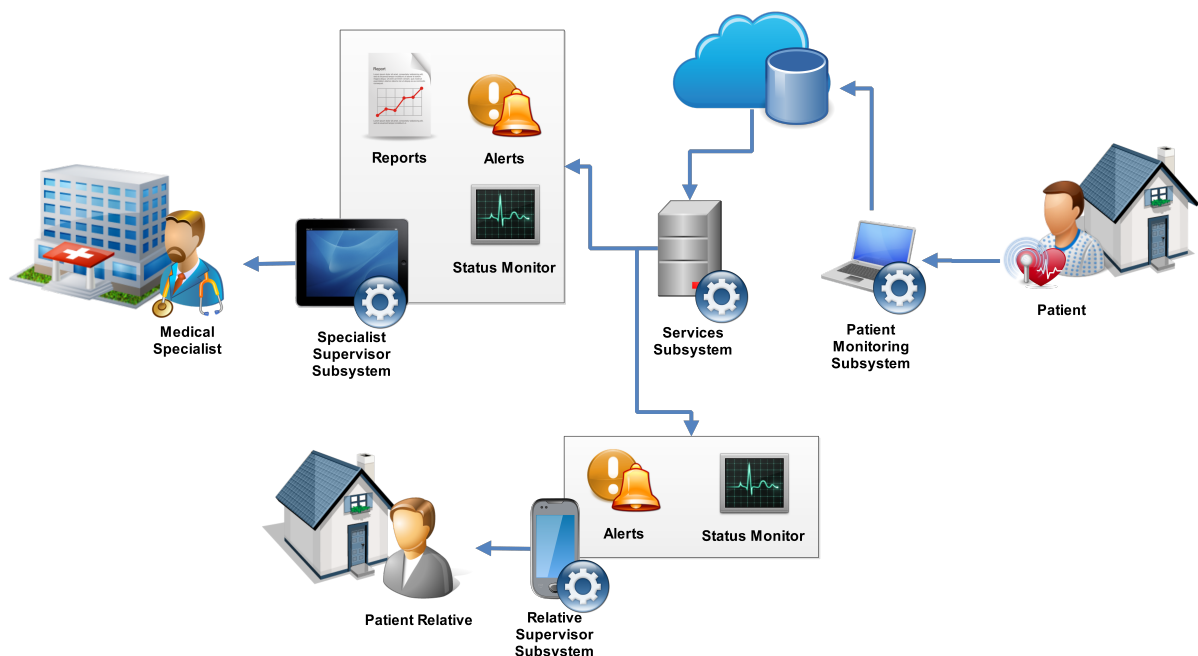 Report
Reports
Alerts
Status Monitor
Medical
Specialist
Specialist
Supervisor
Subsystem
Services
Subsystem
Patient
Monitoring
Subsystem
Patient
Alerts
Status Monitor
Patient Relative
Relative
Supervisor
Subsystem